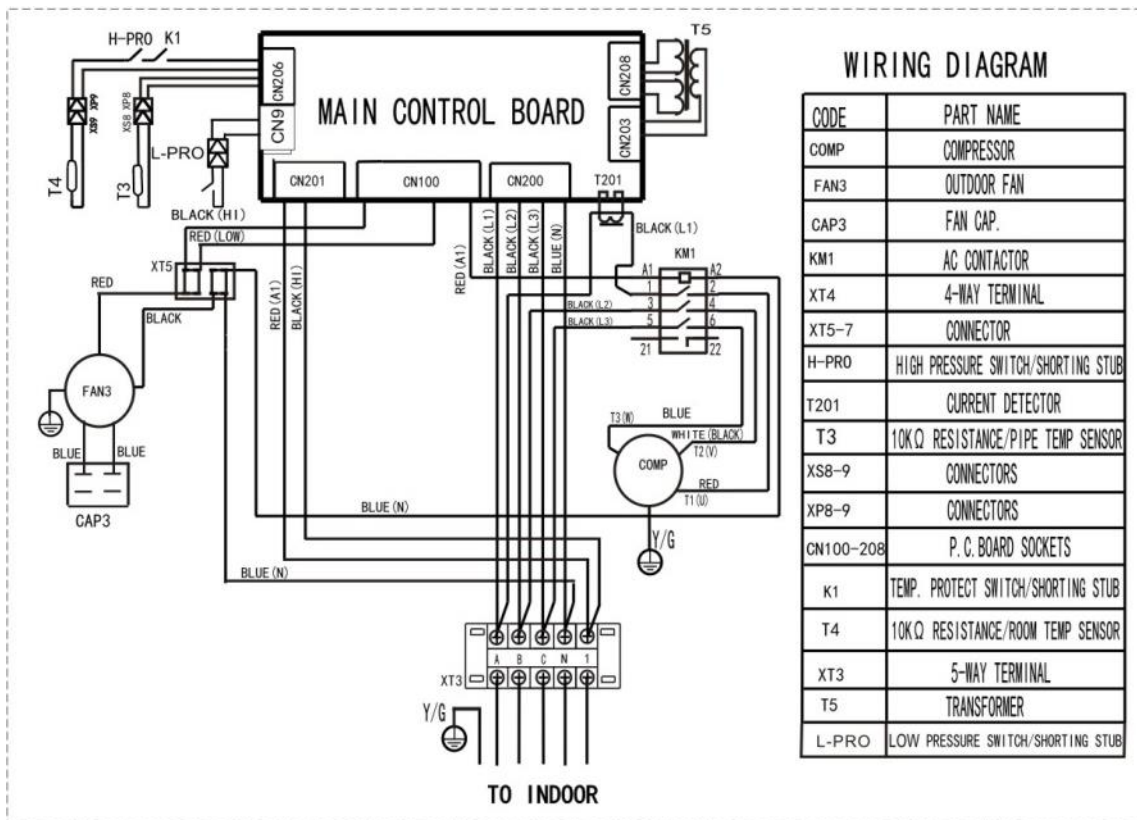 H-PRO K1
CN206
XS9 XP9
XS8 XP8
T4
T3
L-PRO
CN9
MAIN CONTROL BOARD
CN208
CN203
T5
CN201
CN100
CN200
T201
BLACK(HI)
RED(LOW)
XT5
RED
BLACK
FAN3
BLUE
BLUE
CAP3
RED(A1)
BLACK(HI)
RED(A1)
BLACK(L1)
BLACK(L2)
BLACK(L3)
BLUE(N)
BLACK(L1)
KM1
A1 A2
1 2
BLACK(L2) 3 4
BLACK(L3) 5 6
21 22
T3(W) BLUE
WHITE(BLACK)
T2(V)
COMP
RED
T1(U)
Y/G
BLUE(N)
BLUE(N)
A B C N 1
XT3
Y/G
TO INDOOR
WIRING DIAGRAM
CODE PART NAME
COMP COMPRESSOR
FAN3 OUTDOOR FAN
CAP3 FAN CAP.
KM1 AC CONTACTOR
XT4 4-WAY TERMINAL
XT5-7 CONNECTOR
H-PRO HIGH PRESSURE SWITCH/SHORTING STUB
T201 CURRENT DETECTOR
T3 10KΩ RESISTANCE/PIPE TEMP SENSOR
XS8-9 CONNECTORS
XP8-9 CONNECTORS
CN100-208 P.C.BOARD SOCKETS
K1 TEMP. PROTECT SWITCH/SHORTING STUB
T4 10KΩ RESISTANCE/ROOM TEMP SENSOR
XT3 5-WAY TERMINAL
T5 TRANSFORMER
L-PRO LOW PRESSURE SWITCH/SHORTING STUB